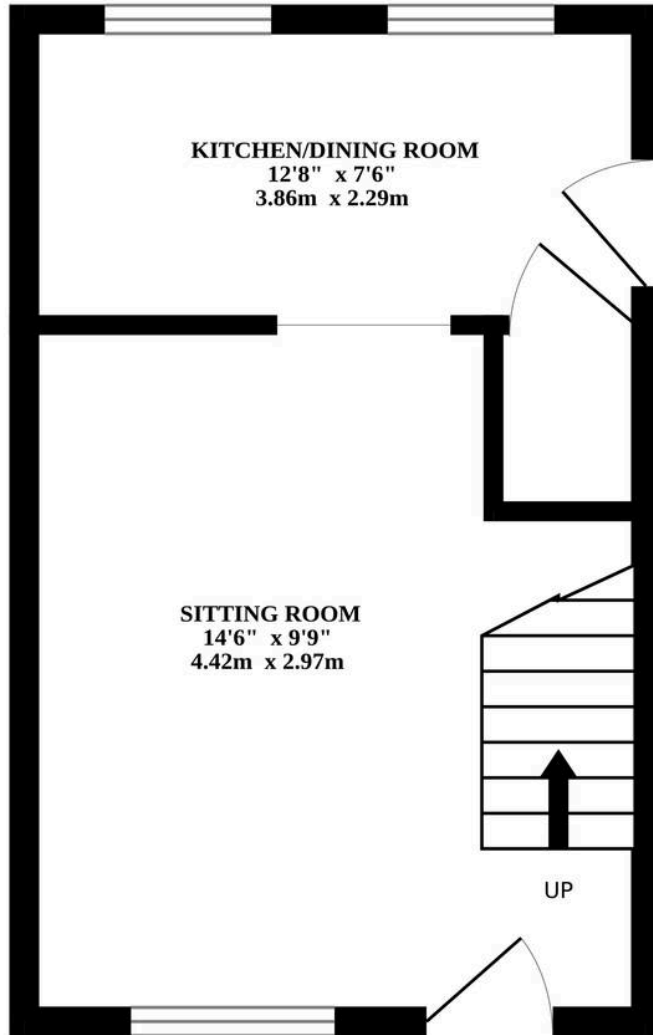 KITCHEN/DINING ROOM
12'8" x 7'6"
3.86m x 2.29m
SITTING ROOM
14'6" x 9'9"
4.42m x 2.97m
UP